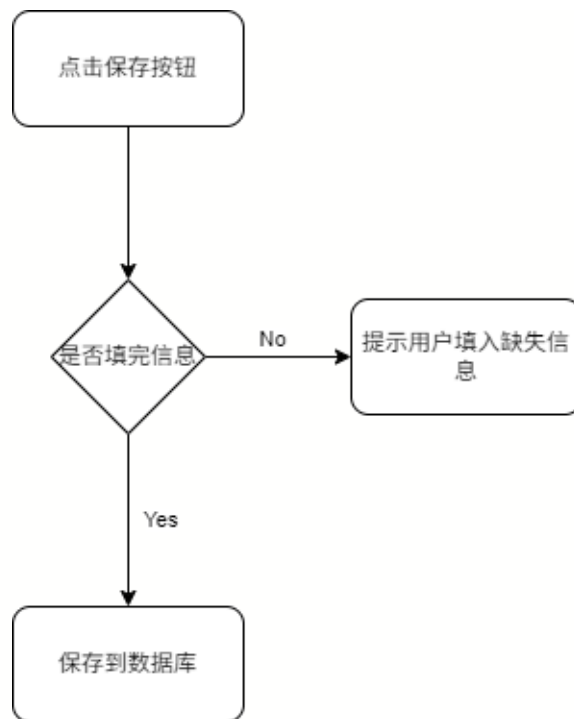 点击保存按钮
是否填完信息
No
提示用户填入缺失信
息
Yes
保存到数据库